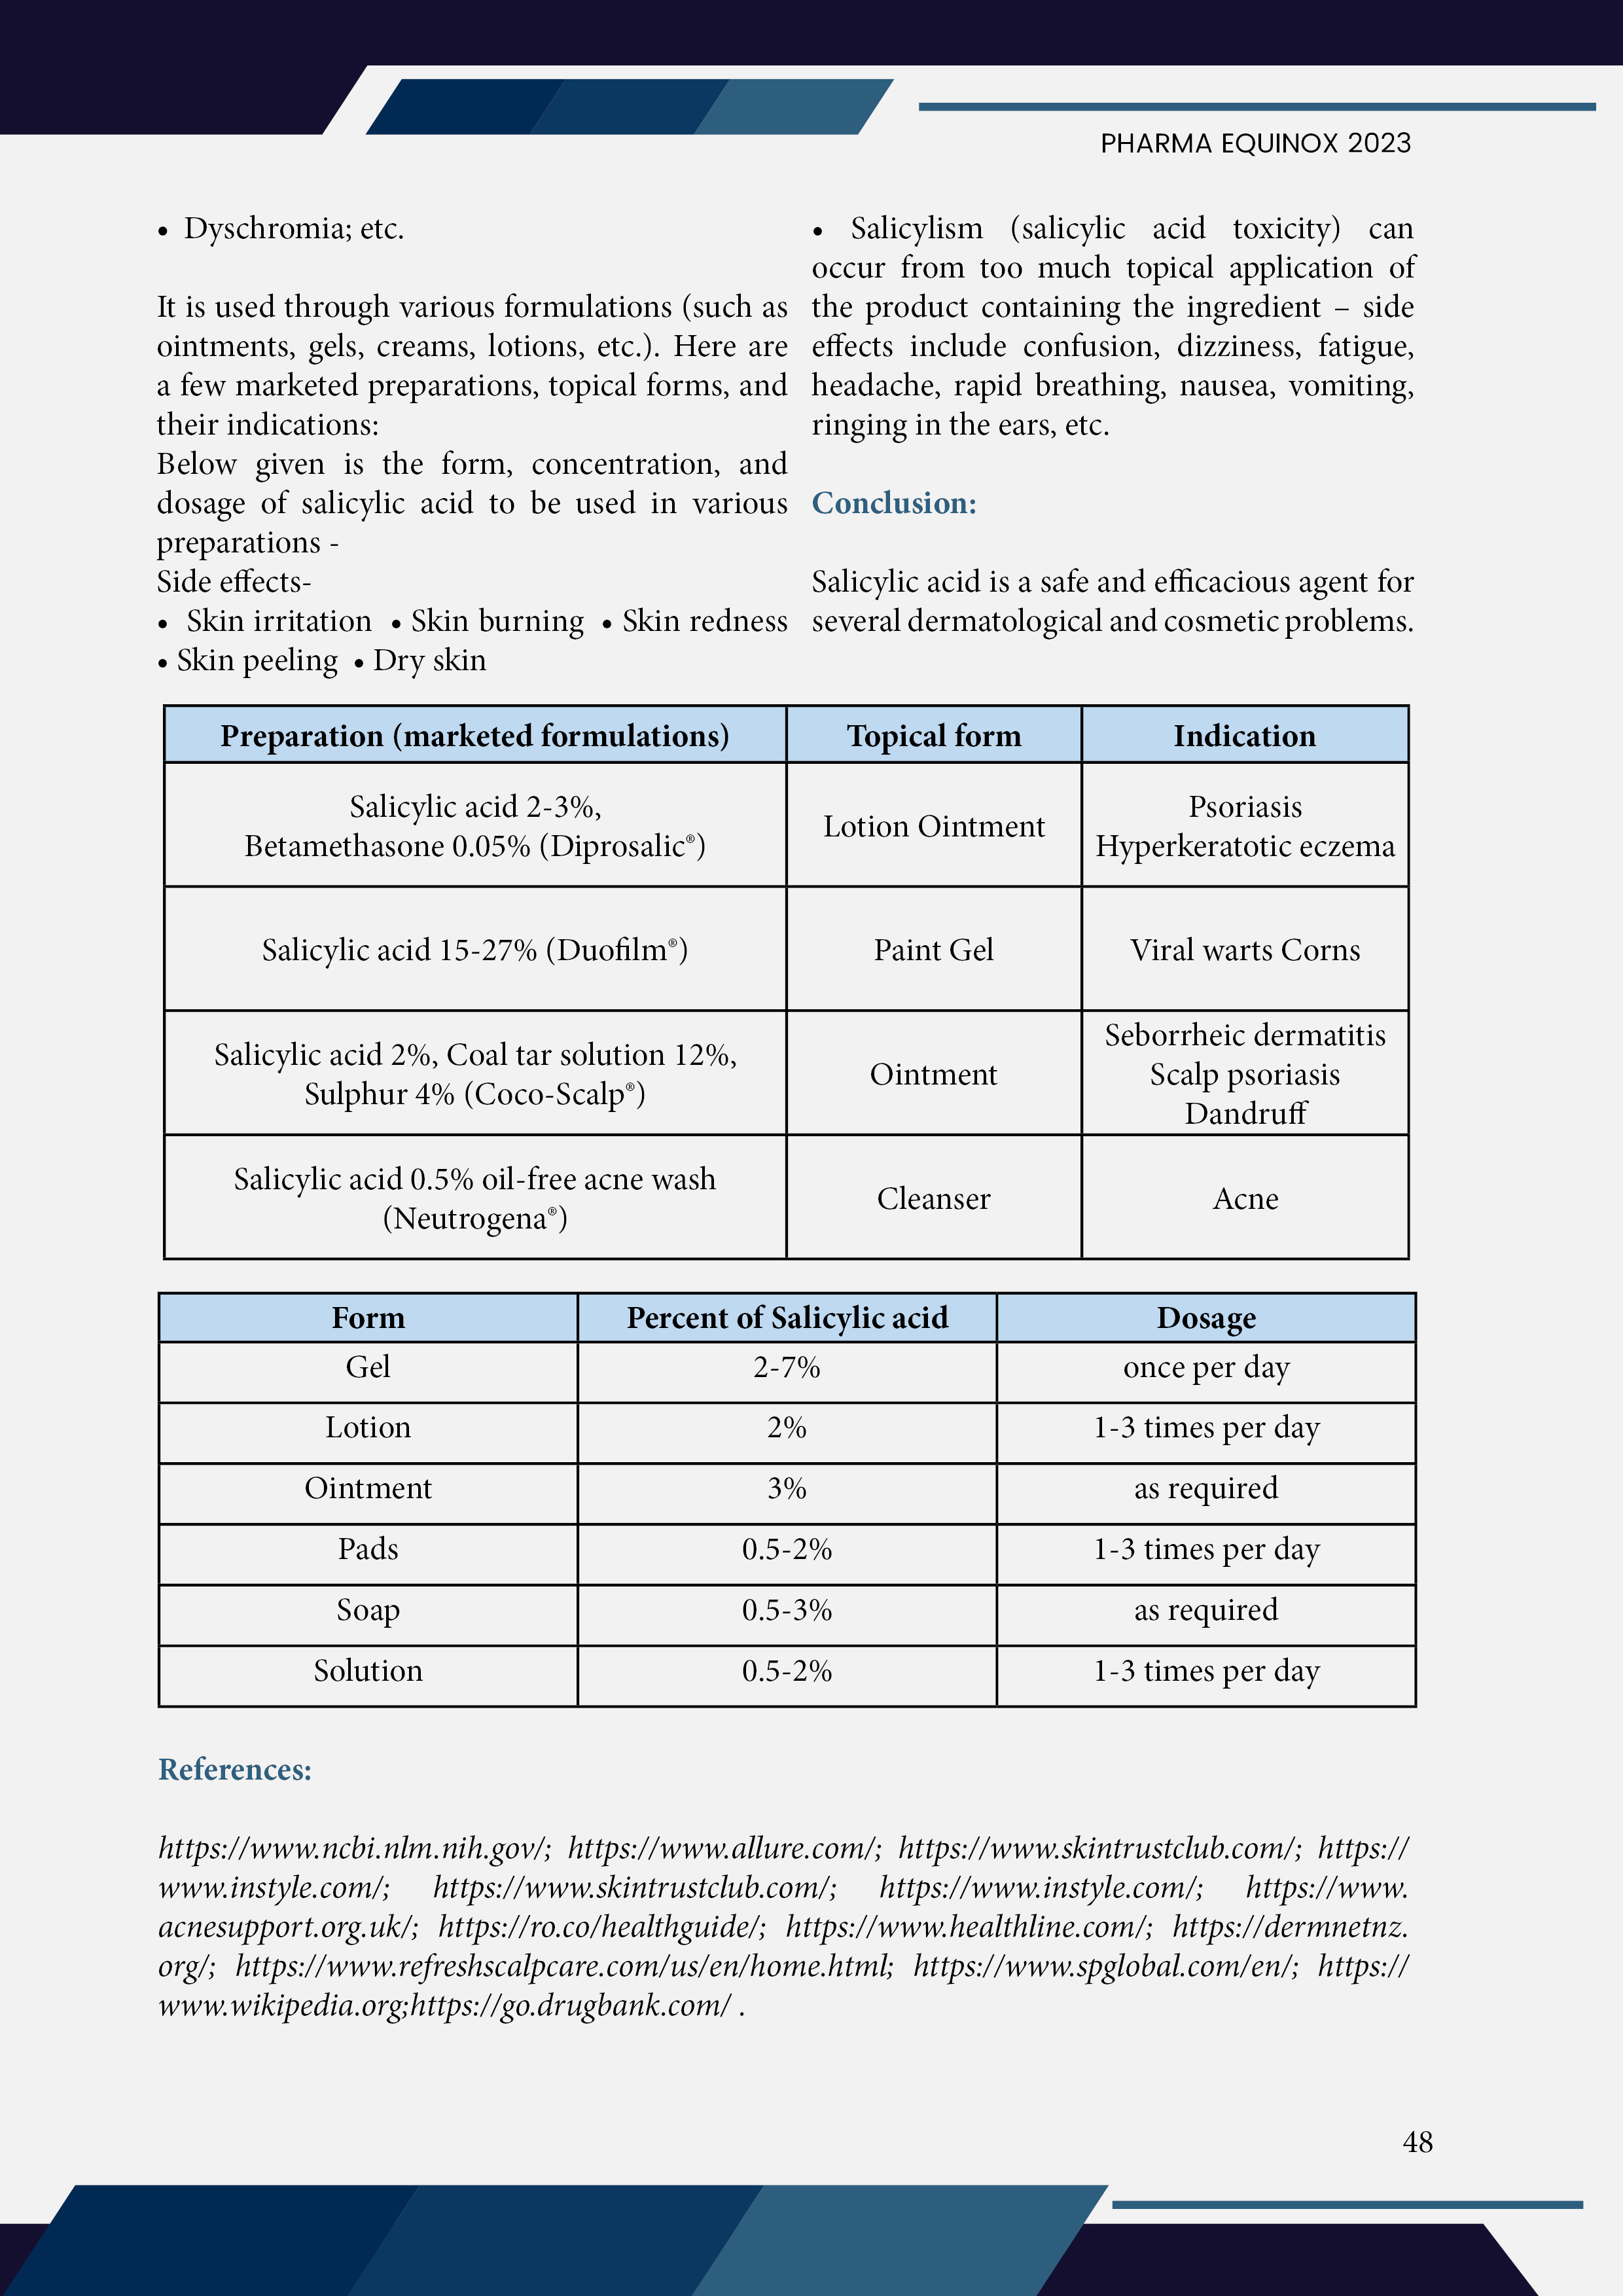 PHARMA EQUINOX 2023
• Dyschromia; etc.
It is used through various formulations (such as
ointments, gels, creams, lotions, etc.). Here are
a few marketed preparations, topical forms, and
their indications:
Below given is the form, concentration, and
dosage of salicylic acid to be used in various
preparations -
Side effects-
• Skin irritation • Skin burning • Skin redness
• Skin peeling • Dry skin
• Salicylism (salicylic acid toxicity) can
occur from too much topical application of
the product containing the ingredient – side
effects include confusion, dizziness, fatigue,
headache, rapid breathing, nausea, vomiting,
ringing in the ears, etc.
Conclusion:
Salicylic acid is a safe and efficacious agent for
several dermatological and cosmetic problems.
Preparation (marketed formulations) Topical form Indication
Salicylic acid 2-3%,
Betamethasone 0.05% (Diprosalic®)
Lotion Ointment
Psoriasis
Hyperkeratotic eczema
Salicylic acid 15-27% (Duofilm®) Paint Gel Viral warts Corns
Salicylic acid 2%, Coal tar solution 12%,
Sulphur 4% (Coco-Scalp®)
Ointment
Seborrheic dermatitis
Scalp psoriasis
Dandruff
Salicylic acid 0.5% oil-free acne wash
(Neutrogena®)
Cleanser
Acne
Form Percent of Salicylic acid Dosage
Gel 2-7% once per day
Lotion 2% 1-3 times per day
Ointment 3% as required
Pads 0.5-2% 1-3 times per day
Soap 0.5-3% as required
Solution 0.5-2% 1-3 times per day
References:
https://www.ncbi.nlm.nih.gov/; https://www.allure.com/; https://www.skintrustclub.com/; https://
www.instyle.com/; https://www.skintrustclub.com/; https://www.instyle.com/; https://www.
acnesupport.org.uk/; https://ro.co/healthguide/; https://www.healthline.com/; https://dermnetnz.
org/; https://www.refreshscalpcare.com/us/en/home.html; https://www.spglobal.com/en/; https://
www.wikipedia.org;https://go.drugbank.com/ .
48